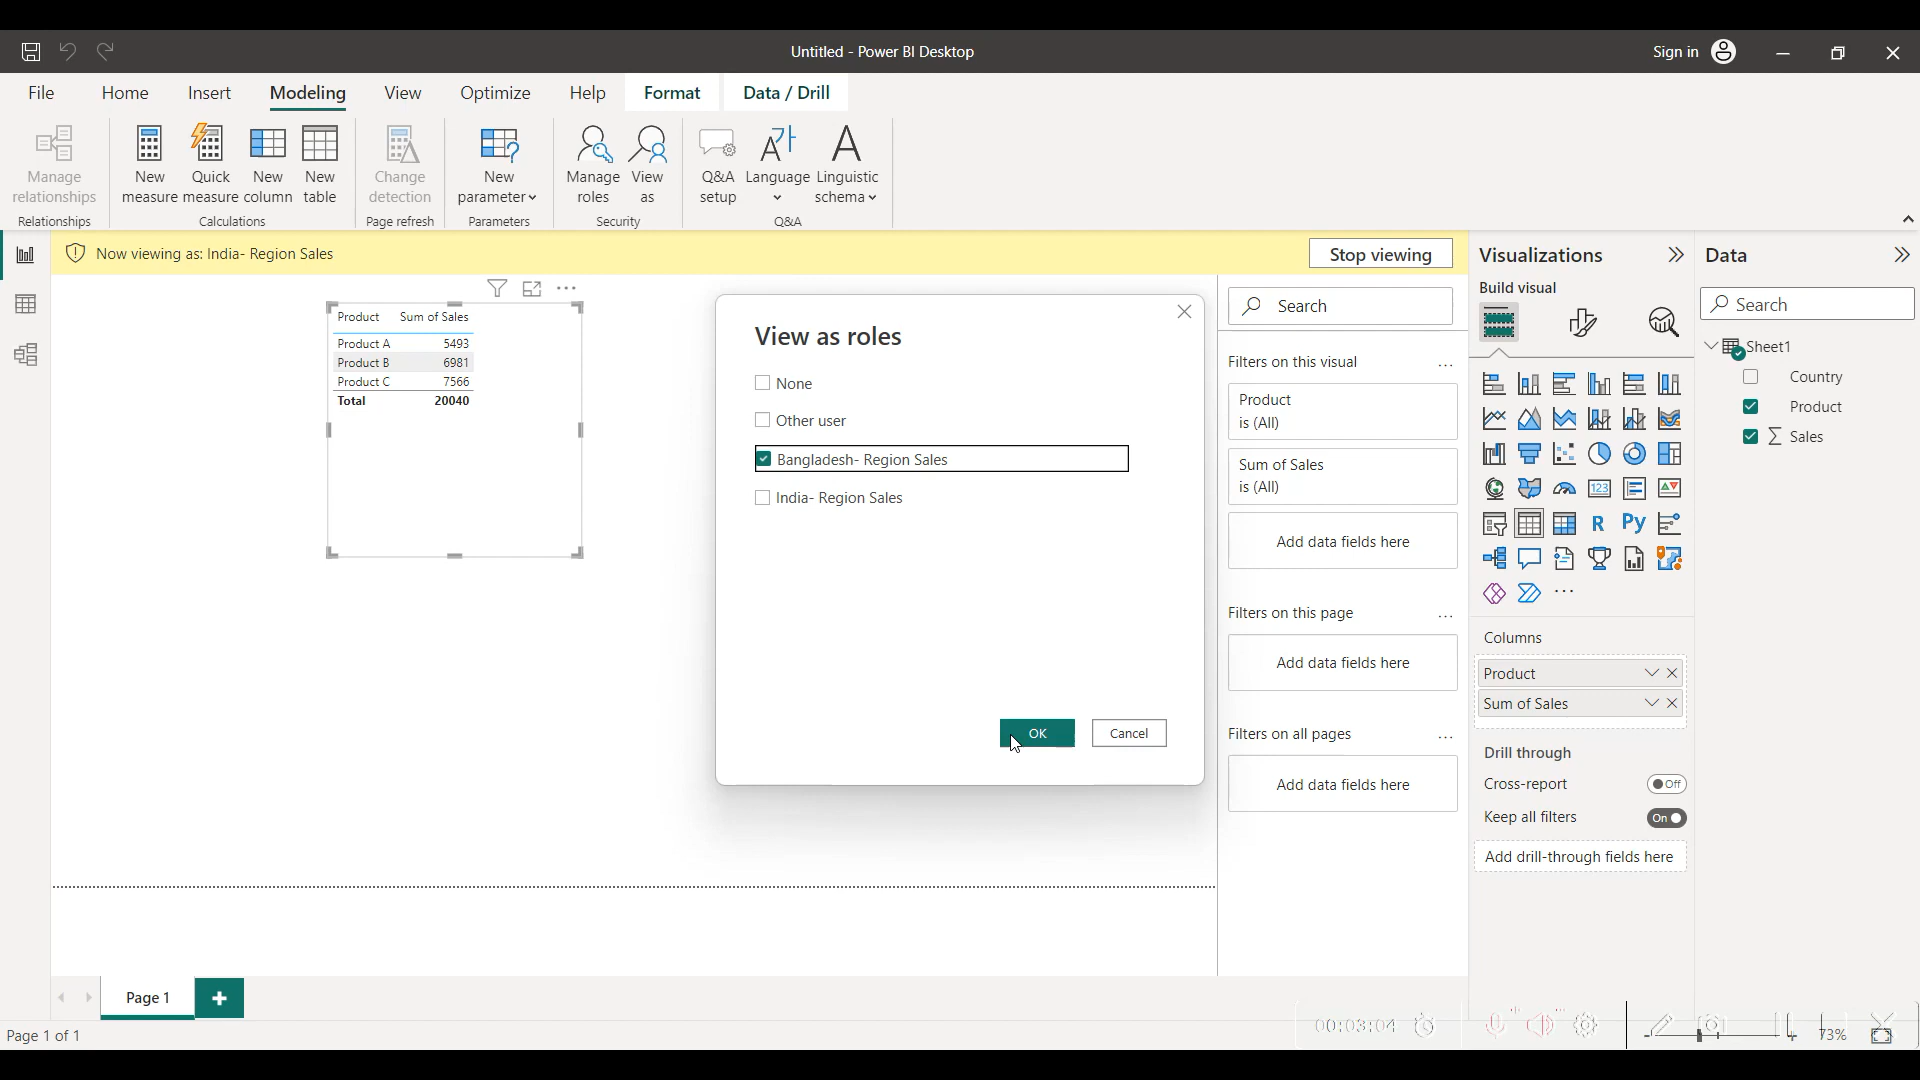 Untitled - Power BI Desktop
Sign in
File Home Insert Modeling View Optimize Help Format Data / Drill
Manage relationships
New measure
Quick measure
New column
New table
Change detection
New parameter
Manage roles
View as
Q&A setup
Language
Linguistic schema
Relationships
Calculations
Page refresh
Parameters
Security
Q&A
Now viewing as: India- Region Sales
Stop viewing
Product Sum of Sales
Product A 5493
Product B 6981
Product C 7566
Total 20040
View as roles
None
Other user
Bangladesh- Region Sales
India- Region Sales
OK
Cancel
Search
Filters on this visual
Product
is (All)
Sum of Sales
is (All)
Add data fields here
Filters on this page
Add data fields here
Filters on all pages
Add data fields here
Visualizations
Build visual
123
R
Py
Columns
Product
Sum of Sales
Drill through
Cross-report
Off
Keep all filters
On
Add drill-through fields here
Data
Search
Sheet1
Country
Product
Sales
Page 1
Page 1 of 1
00:03:04
73%